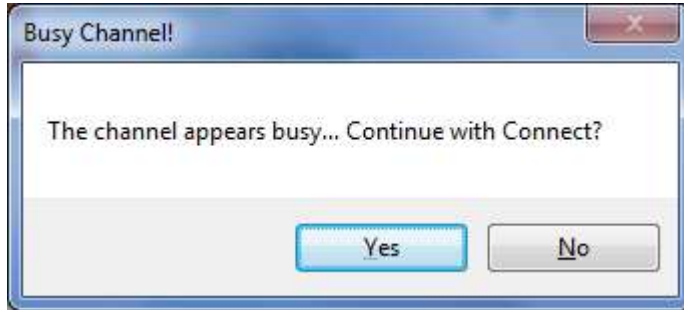 Busy Channel!
The channel appears busy... Continue with Connect?
Yes
No